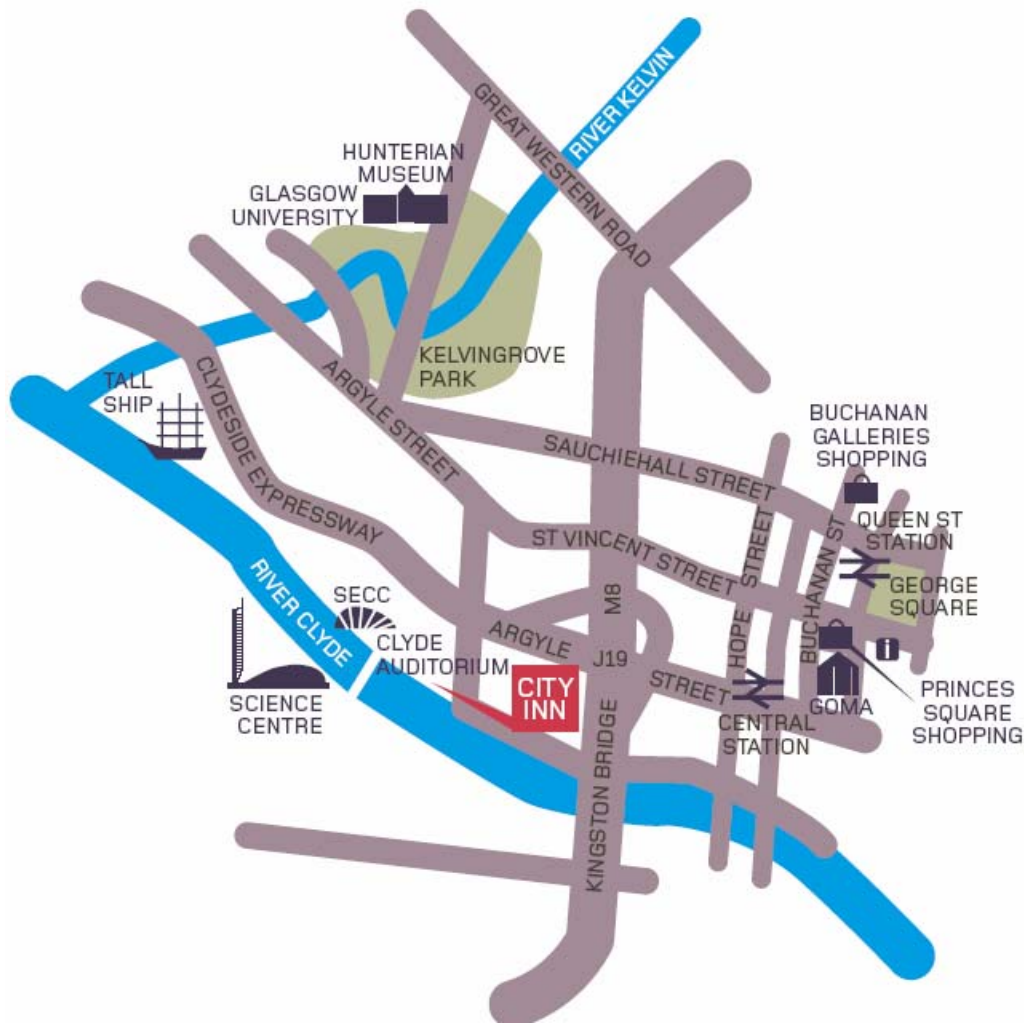 GREAT WESTERN ROAD
RIVER KELVIN
HUNTERIAN
MUSEUM
GLASGOW
UNIVERSITY
KELVINGROVE
PARK
TALL
SHIP
CLYDESIDE EXPRESSWAY
ARGYLE STREET
SAUCHIEHALL STREET
BUCHANAN
GALLERIES
SHOPPING
QUEEN ST
STATION
ST VINCENT STREET
HOPE STREET
BUCHANAN ST
GEORGE
SQUARE
i
RIVER CLYDE
SECC
CLYDE
AUDITORIUM
SCIENCE
CENTRE
M8
ARGYLE STREET
J19
CITY
INN
CENTRAL
STATION
GOMA
PRINCES
SQUARE
SHOPPING
KINGSTON BRIDGE